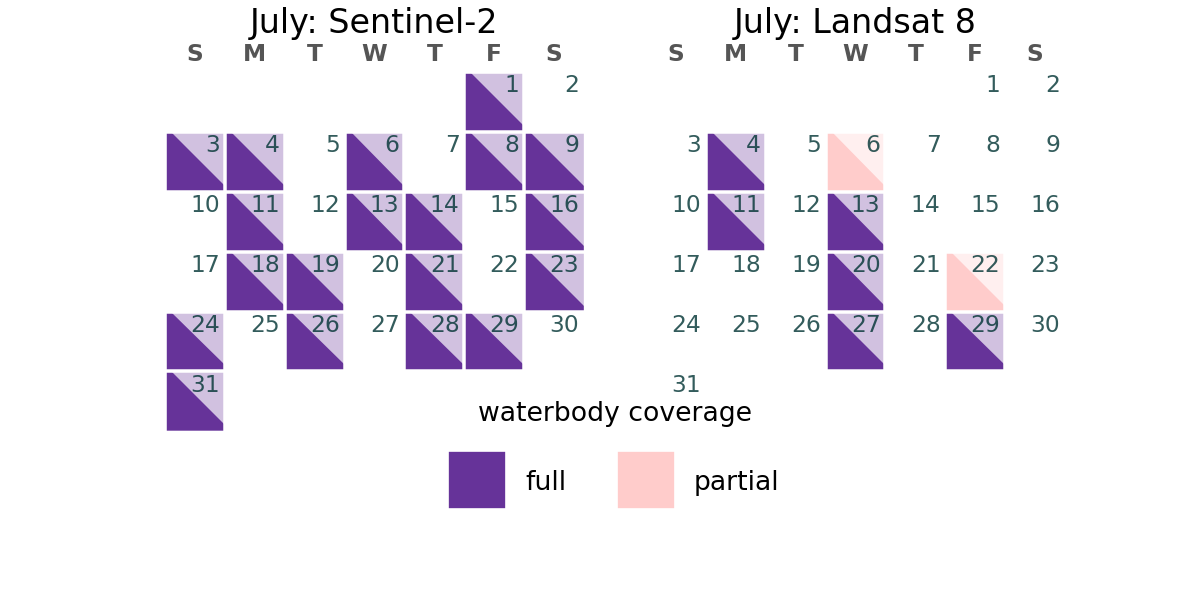 July: Sentinel-2
S M T W T F S
1 2
3 4 5 6 7 8 9
10 11 12 13 14 15 16
17 18 19 20 21 22 23
24 25 26 27 28 29 30
31
July: Landsat 8
S M T W T F S
1 2
3 4 5 6 7 8 9
10 11 12 13 14 15 16
17 18 19 20 21 22 23
24 25 26 27 28 29 30
31
waterbody coverage
full partial